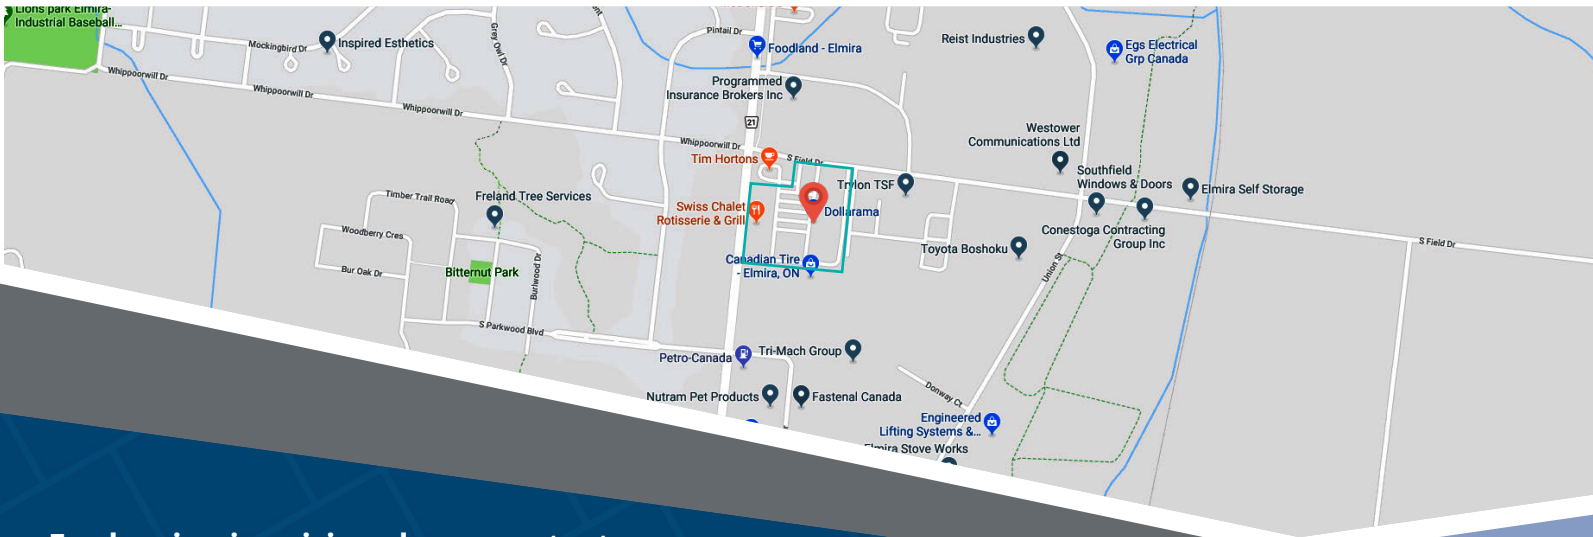 Lions park Elmira-
Industrial Baseball...
Mockingbird Dr
Inspired Esthetics
Grey Owl Dr
Pintail Dr
Foodland - Elmira
Reist Industries
Egs Electrical
Grp Canada
Whippoorwill Dr
Whippoorwill Dr
Whippoorwill Dr
Programmed
Insurance Brokers Inc
21
Westower
Communications Ltd
Whippoorwill Dr
Tim Hortons
S Field Dr
Trylon TSF
Southfield
Windows & Doors
Elmira Self Storage
Timber Trail Road
Freland Tree Services
Swiss Chalet
Rotisserie & Grill
Dollarama
Conestoga Contracting
Group Inc
Woodberry Cres
Toyota Boshoku
S Field Dr
Bur Oak Dr
Bitternut Park
Burlwood Dr
Canadian Tire
- Elmira, ON
Union St
S Parkwood Blvd
Petro-Canada
Tri-Mach Group
Nutram Pet Products
Fastenal Canada
Donway Ct
Engineered
Lifting Systems &...
Elmira Stove Works